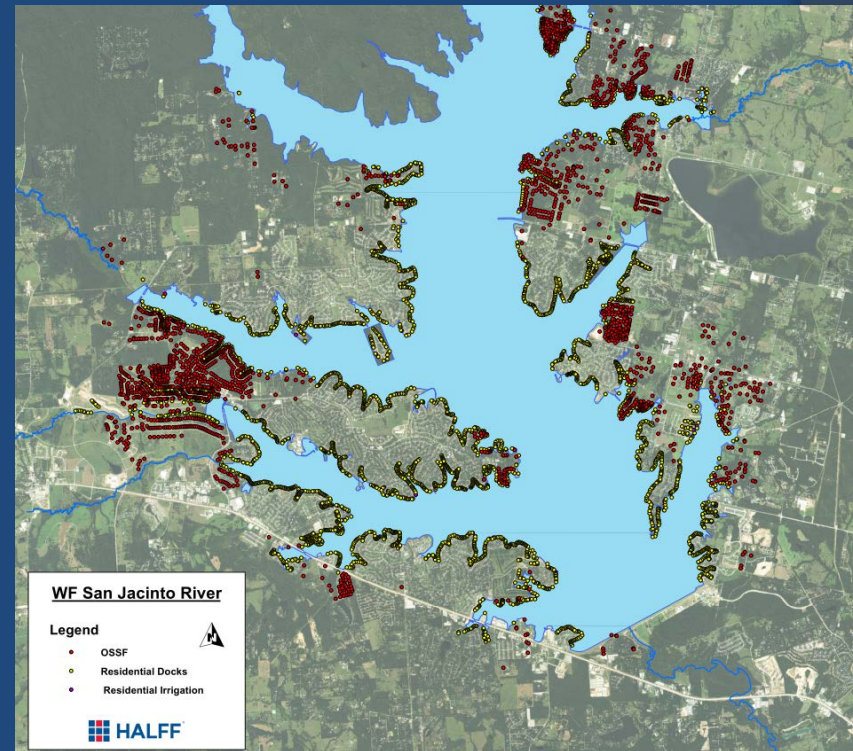 WF San Jacinto River
Legend
N
OSSF
Residential Docks
Residential Irrigation
HALFF